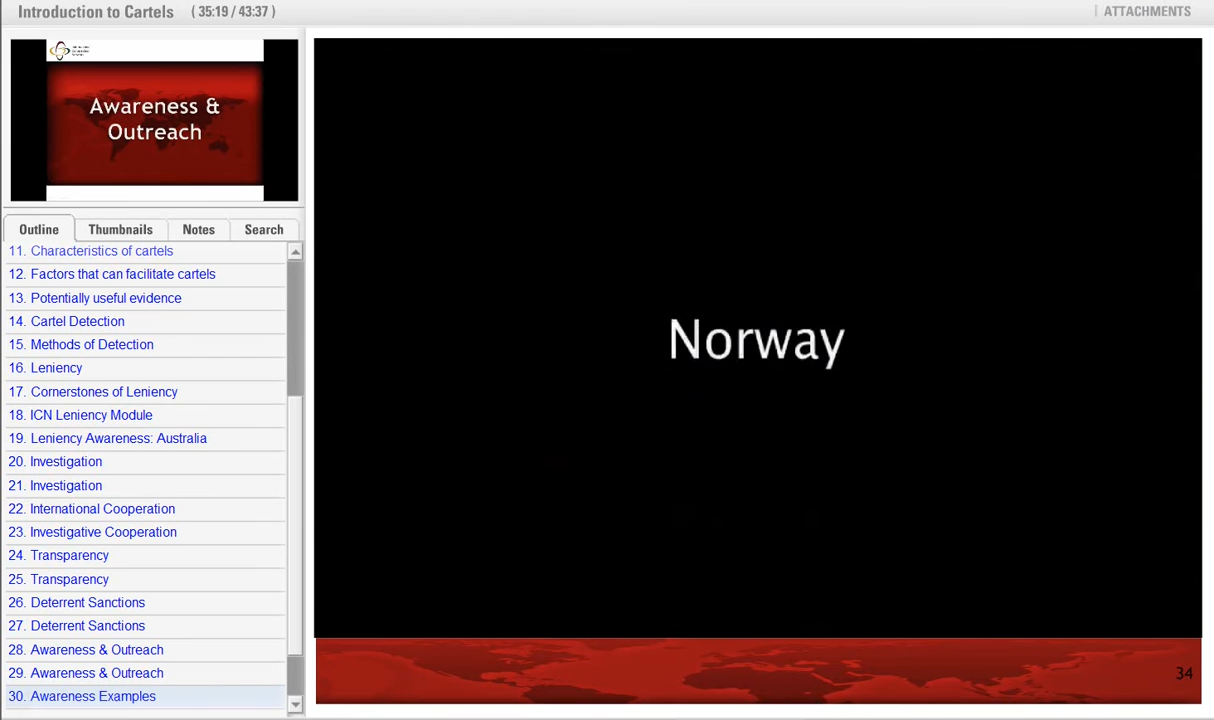 Introduction to Cartels ( 35:19 / 43:37 )
ATTACHMENTS
Awareness &
Outreach
Outline Thumbnails Notes Search
11. Characteristics of cartels
12. Factors that can facilitate cartels
13. Potentially useful evidence
14. Cartel Detection
15. Methods of Detection
16. Leniency
17. Cornerstones of Leniency
18. ICN Leniency Module
19. Leniency Awareness: Australia
20. Investigation
21. Investigation
22. International Cooperation
23. Investigative Cooperation
24. Transparency
25. Transparency
26. Deterrent Sanctions
27. Deterrent Sanctions
28. Awareness & Outreach
29. Awareness & Outreach
30. Awareness Examples
Norway
34